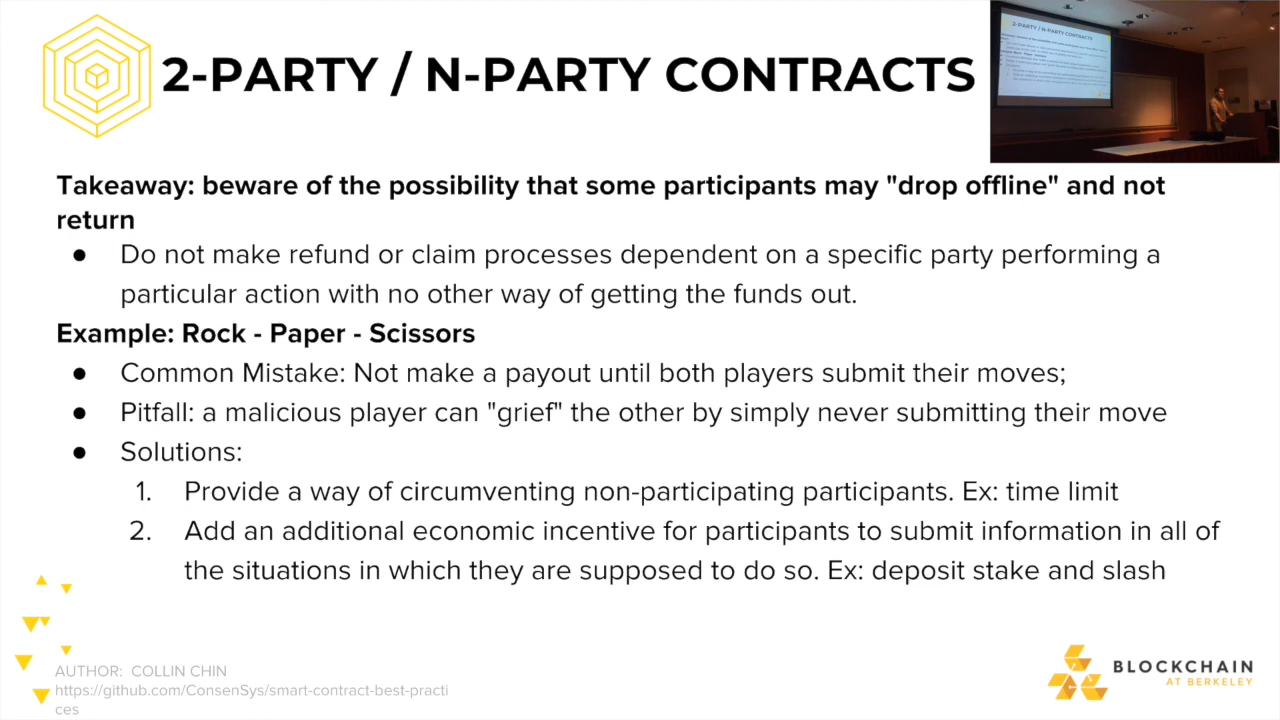 2-PARTY / N-PARTY CONTRACTS
2-PARTY / N-PARTY CONTRACTS
Takeaway: beware of the possibility that some participants may "drop offline" and not
return
● Do not make refund or claim processes dependent on a specific party performing a
particular action with no other way of getting the funds out.
Example: Rock - Paper - Scissors
● Common Mistake: Not make a payout until both players submit their moves;
● Pitfall: a malicious player can "grief" the other by simply never submitting their move
● Solutions:
1. Provide a way of circumventing non-participating participants. Ex: time limit
2. Add an additional economic incentive for participants to submit information in all of
the situations in which they are supposed to do so. Ex: deposit stake and slash
AUTHOR: COLLIN CHIN
https://github.com/ConsenSys/smart-contract-best-practi
ces
BLOCKCHAIN
AT BERKELEY